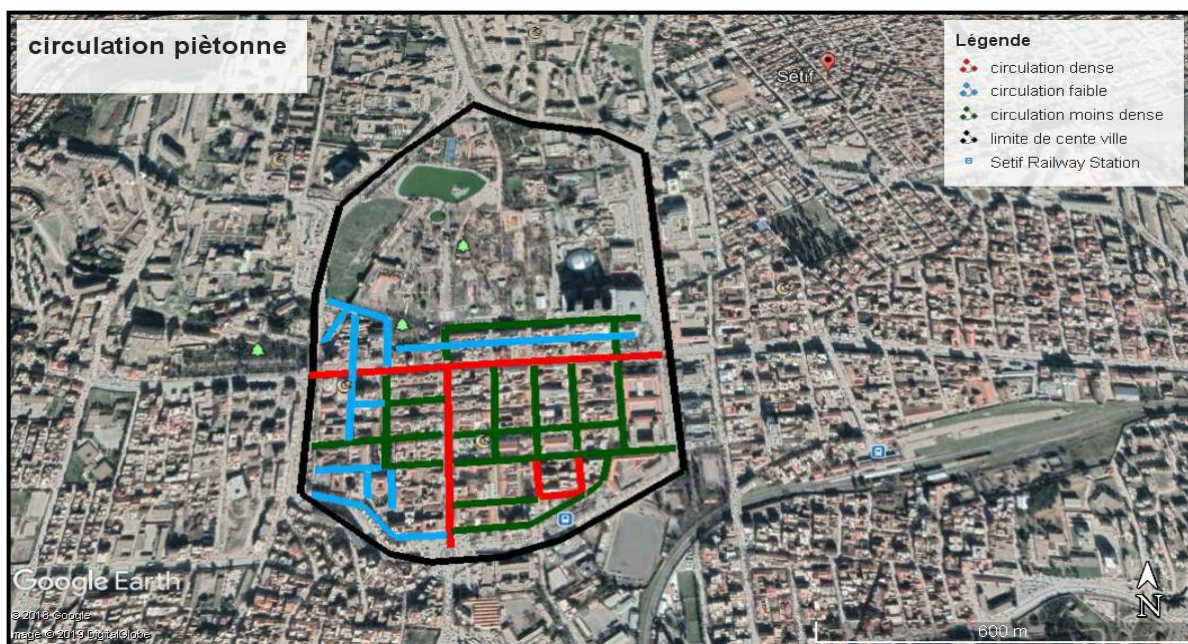 circulation piètonne
Légende
circulation dense
circulation faible
circulation moins dense
limite de cente ville
Setif Railway Station
Sétif
Google Earth
© 2018 Google
mage © 2019 DigitalGlobe
N
600 m